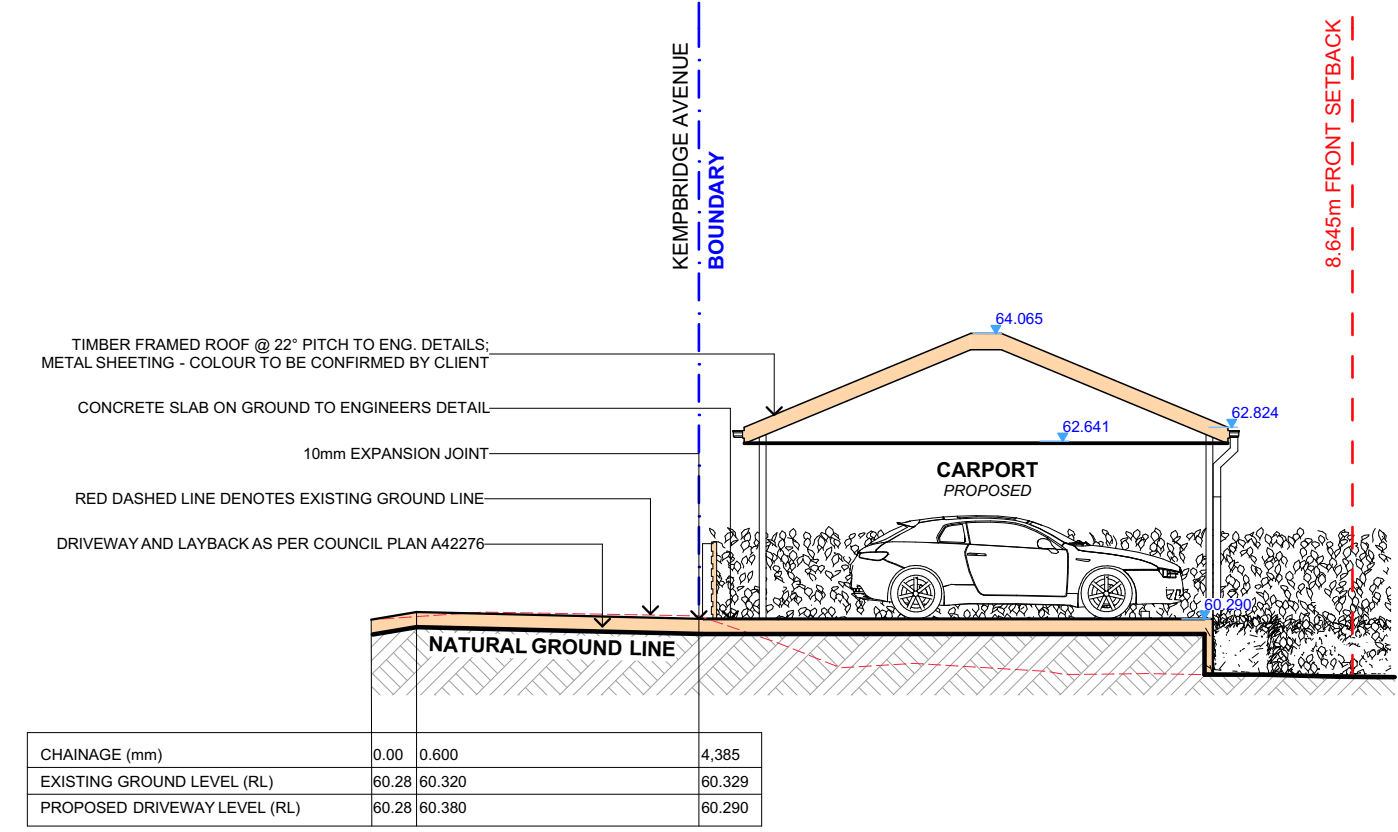 KEMPBRIDGE AVENUE
BOUNDARY
8.645m FRONT SETBACK
64.065
TIMBER FRAMED ROOF @ 22° PITCH TO ENG. DETAILS;
METAL SHEETING - COLOUR TO BE CONFIRMED BY CLIENT
CONCRETE SLAB ON GROUND TO ENGINEERS DETAIL
62.824
62.641
10mm EXPANSION JOINT
CARPORT
PROPOSED
RED DASHED LINE DENOTES EXISTING GROUND LINE
DRIVEWAY AND LAYBACK AS PER COUNCIL PLAN A42276
60.290
NATURAL GROUND LINE
CHAINAGE (mm) 0.00 0.600 4,385
EXISTING GROUND LEVEL (RL) 60.28 60.320 60.329
PROPOSED DRIVEWAY LEVEL (RL) 60.28 60.380 60.290